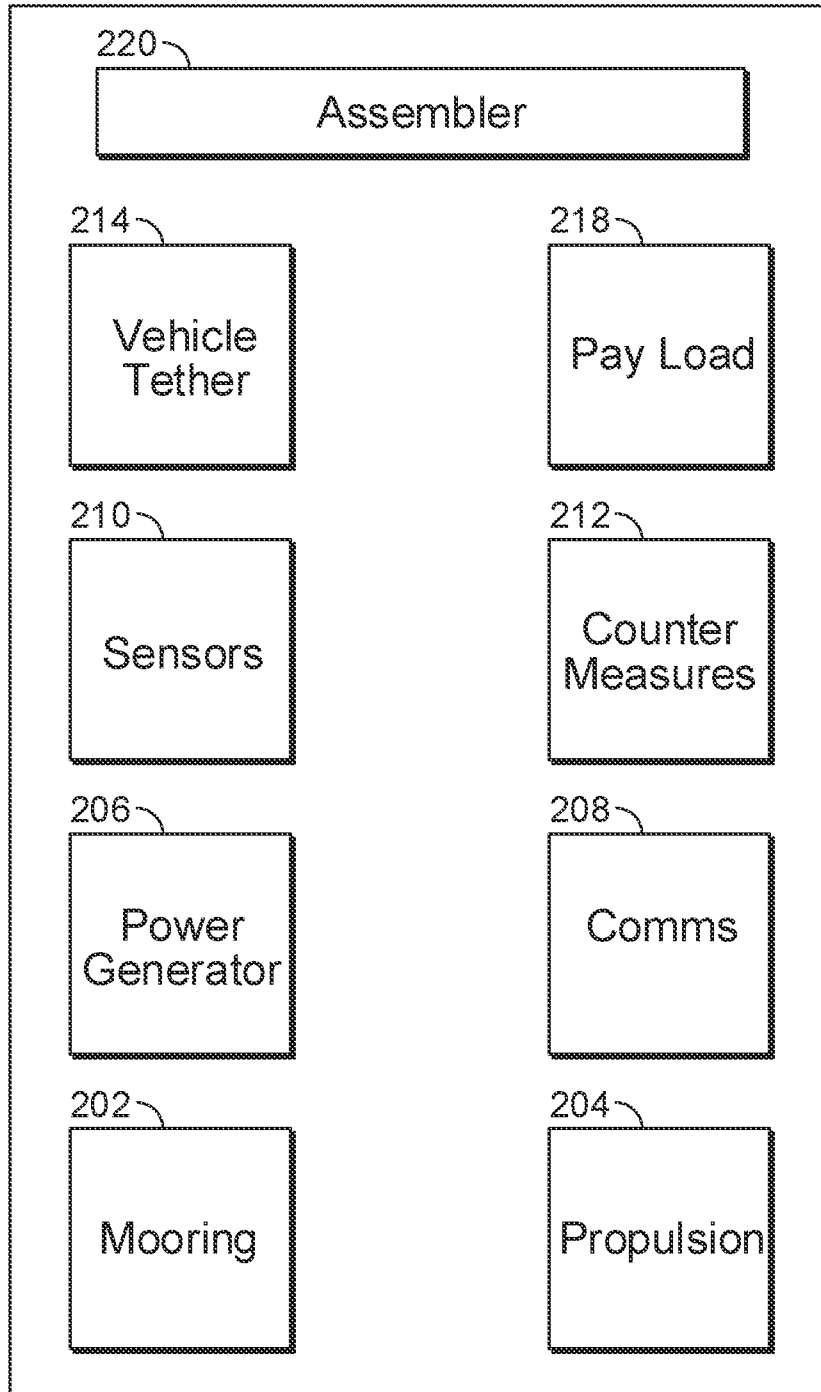 220
Assembler
214
Vehicle
Tether
218
Pay Load
210
Sensors
212
Counter
Measures
206
Power
Generator
208
Comms
202
Mooring
204
Propulsion